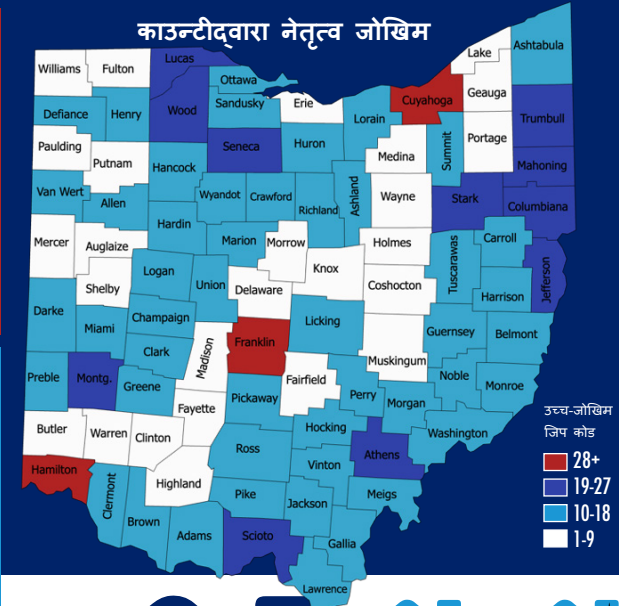 काउन्टीद्वारा नेतृत्व जोखिम
Williams
Fulton
Lucas
Ottawa
Lake
Ashtabula
Defiance
Henry
Wood
Sandusky
Erie
Lorain
Cuyahoga
Geauga
Trumbull
Paulding
Putnam
Hancock
Seneca
Huron
Medina
Summit
Portage
Mahoning
Van Wert
Allen
Wyandot
Crawford
Richland
Ashland
Wayne
Stark
Columbiana
Mercer
Auglaize
Hardin
Marion
Morrow
Knox
Holmes
Tuscarawas
Carroll
Jefferson
Shelby
Logan
Union
Delaware
Coshocton
Harrison
Darke
Miami
Champaign
Clark
Madison
Franklin
Licking
Muskingum
Guernsey
Belmont
Preble
Montg.
Greene
Fayette
Pickaway
Fairfield
Perry
Morgan
Noble
Monroe
Butler
Warren
Clinton
Ross
Hocking
Athens
Washington
Hamilton
Clermont
Highland
Vinton
Meigs
Brown
Adams
Pike
Jackson
Scioto
Gallia
Lawrence
उच्च-जोखिम
जिप कोड
28+
19-27
10-18
1-9